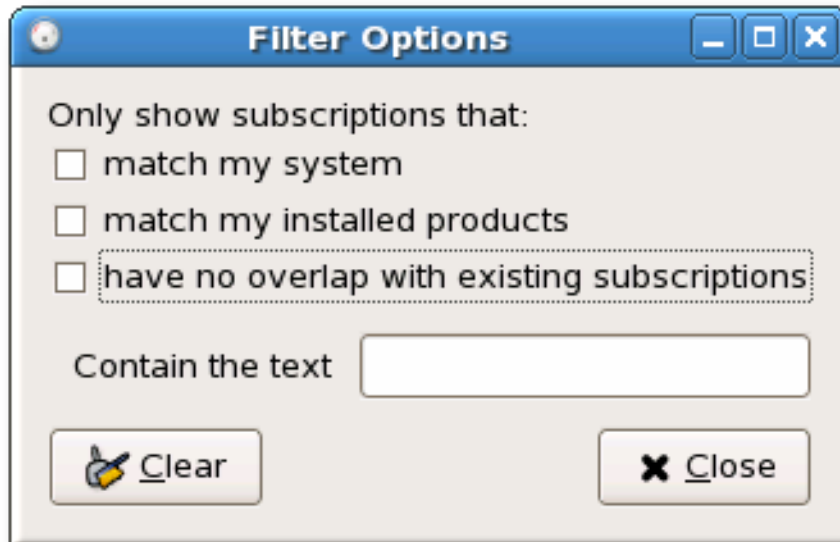 Filter Options
Only show subscriptions that:
match my system
match my installed products
have no overlap with existing subscriptions
Contain the text
Clear
Close